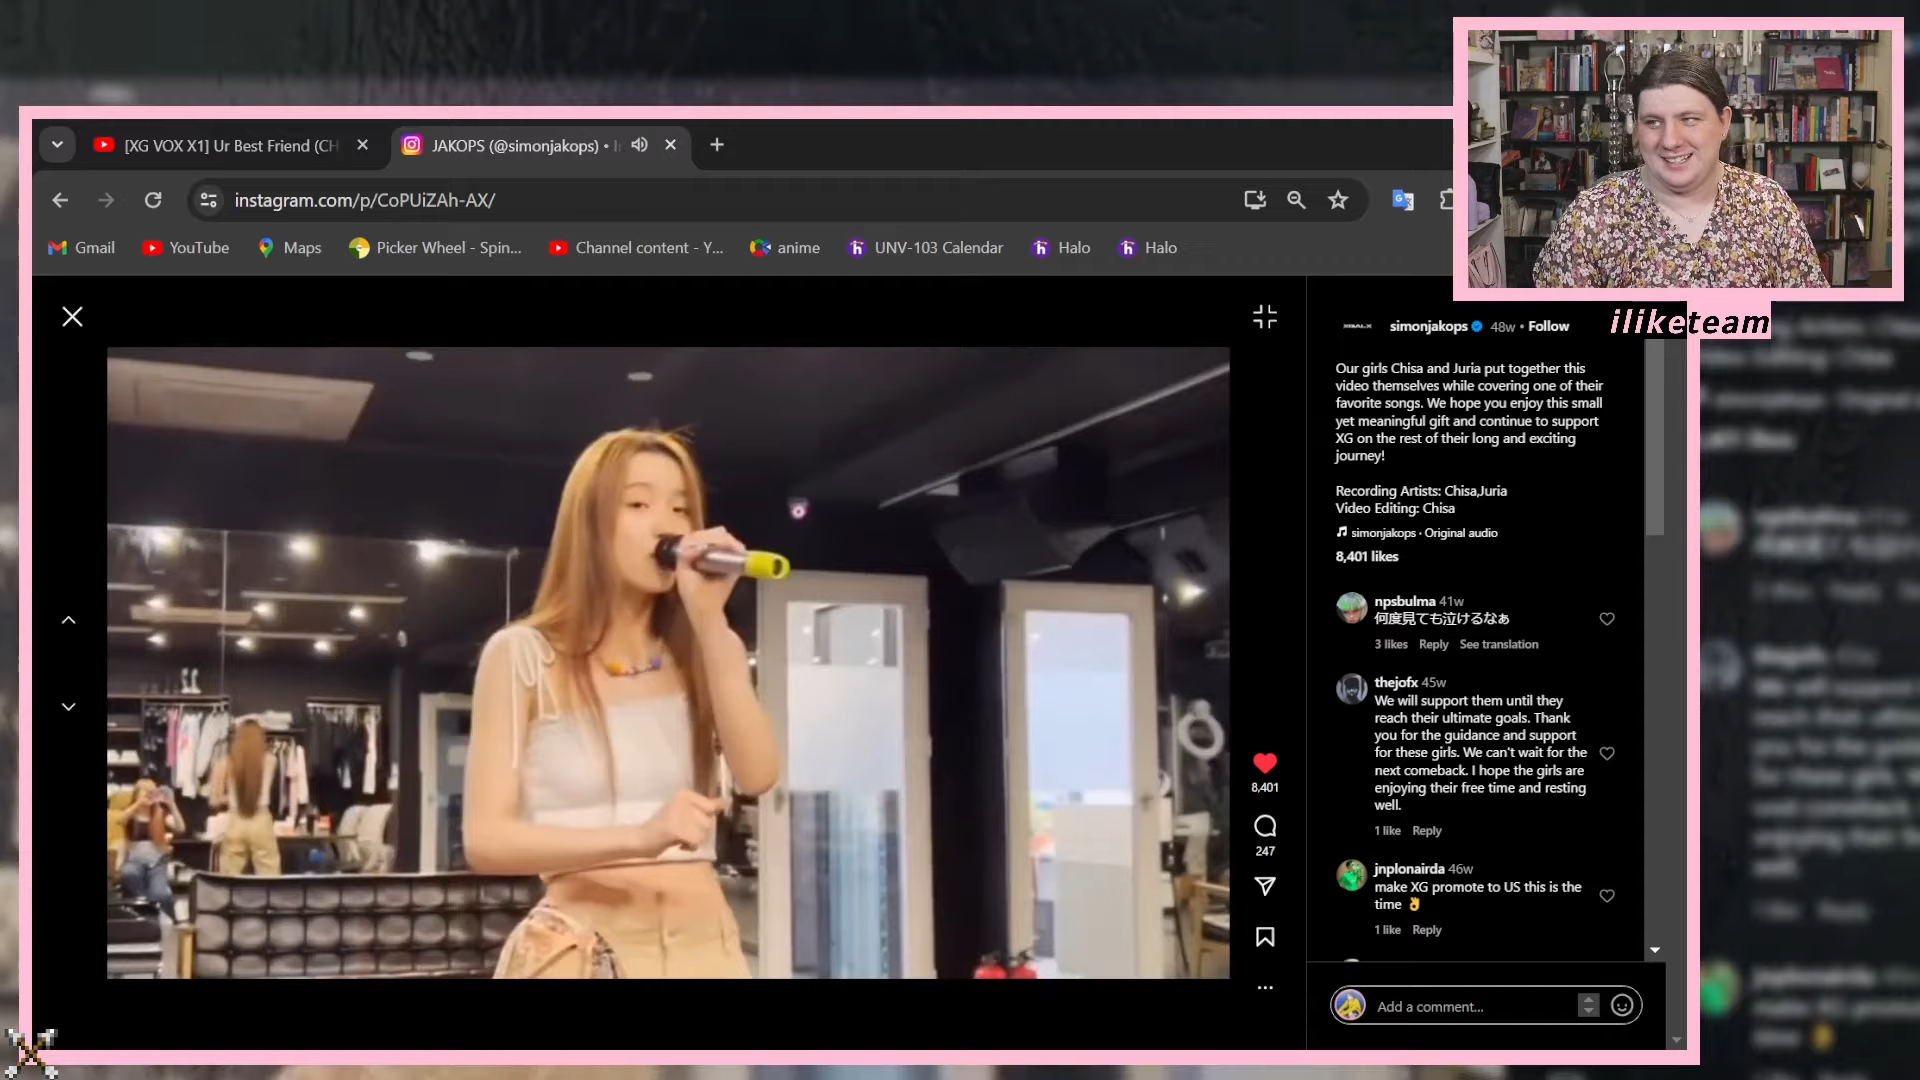 [XG VOX X1] Ur Best Friend (CH
JAKOPS (@simonjakops) •
instagram.com/p/CoPUiZAh-AX/
Gmail
YouTube
Maps
Picker Wheel - Spin...
Channel content - Y...
anime
UNV-103 Calendar
Halo
Halo
iliketeam
simonjakops 48w • Follow
Our girls Chisa and Juria put together this
video themselves while covering one of their
favorite songs. We hope you enjoy this small
yet meaningful gift and continue to support
XG on the rest of their long and exciting
journey!
Recording Artists: Chisa,Juria
Video Editing: Chisa
simonjakops · Original audio
8,401 likes
npsbulma 41w
何度見ても泣けるなぁ
3 likes Reply See translation
thejofx 45w
We will support them until they
reach their ultimate goals. Thank
you for the guidance and support
for these girls. We can't wait for the
next comeback. I hope the girls are
enjoying their free time and resting
well.
1 like Reply
jnplonairda 46w
make XG promote to US this is the
time 👌
1 like Reply
8,401
247
Add a comment...